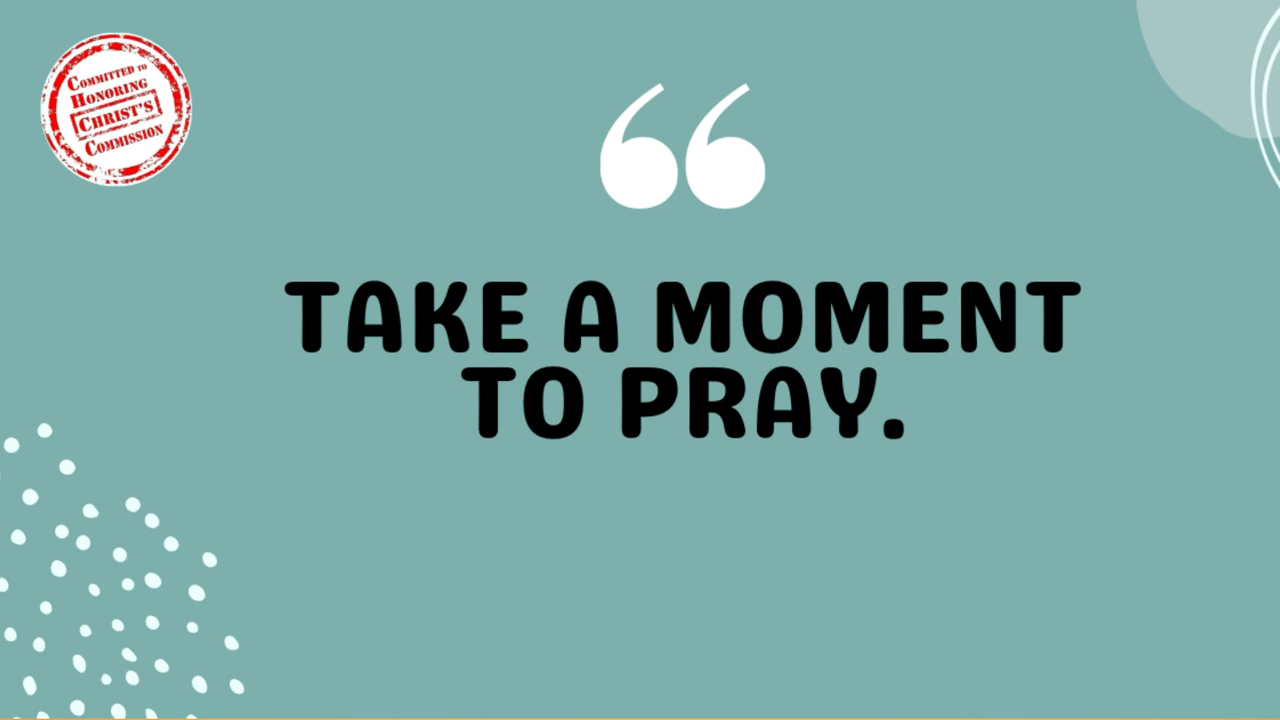 COMMITTED TO
HONORING
CHRIST'S
COMMISSION
“
TAKE A MOMENT
TO PRAY.